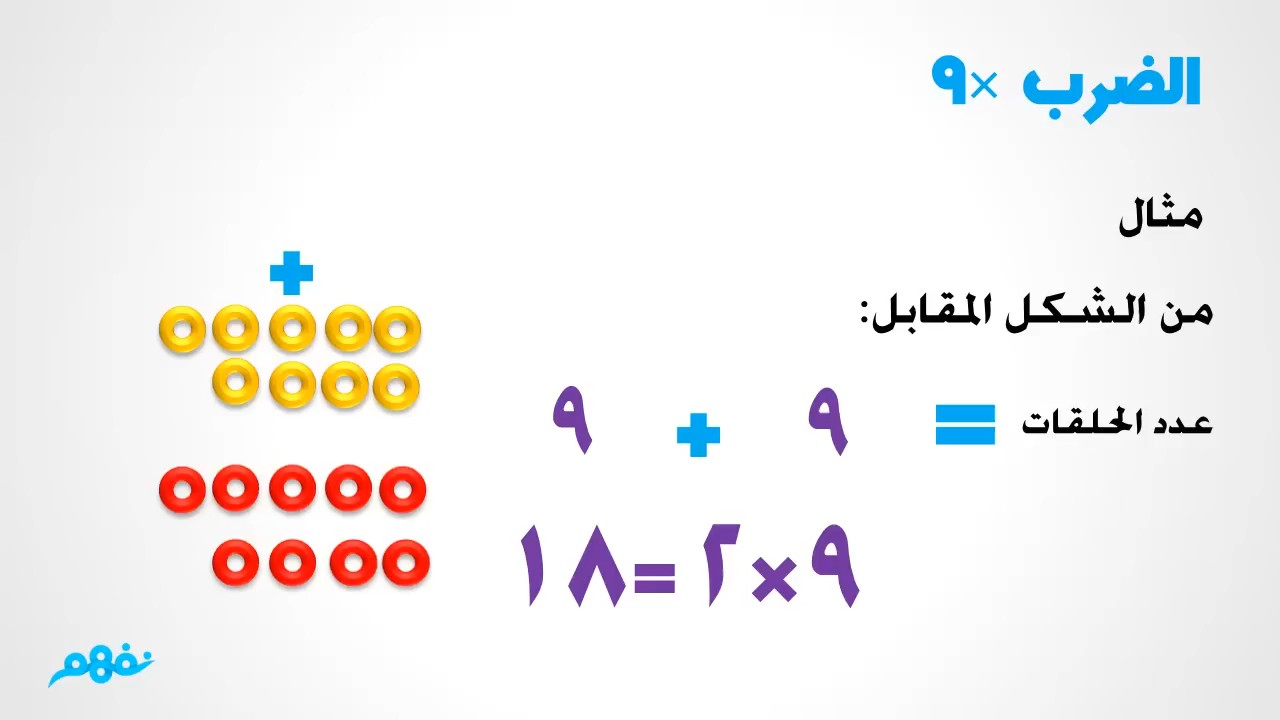 الضرب ×٩
مثال
من الشكل المقابل:
عدد الحلقات = ٩ + ٩
٩×٢=١٨
+
نفهم